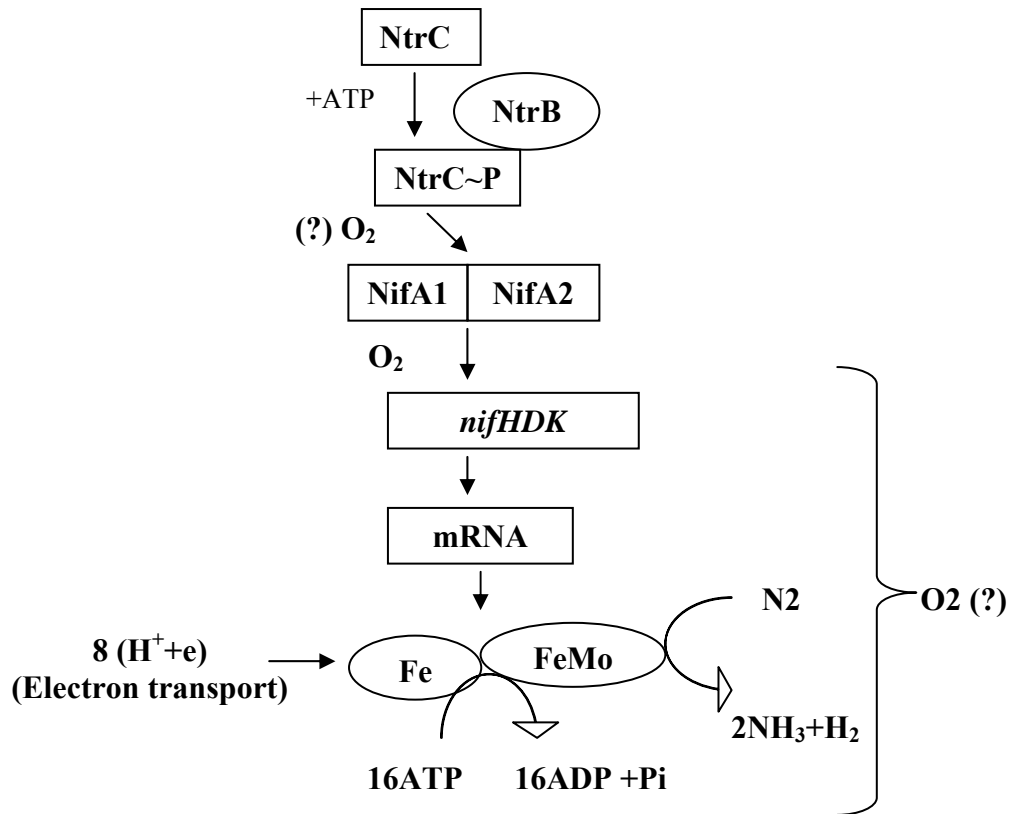 NtrC
+ATP
NtrB
NtrC~P
(?) O₂
NifA1 NifA2
O₂
nifHDK
mRNA
N2
O2 (?)
8 (H⁺+e)
(Electron transport)
Fe
FeMo
2NH₃+H₂
16ATP 16ADP +Pi